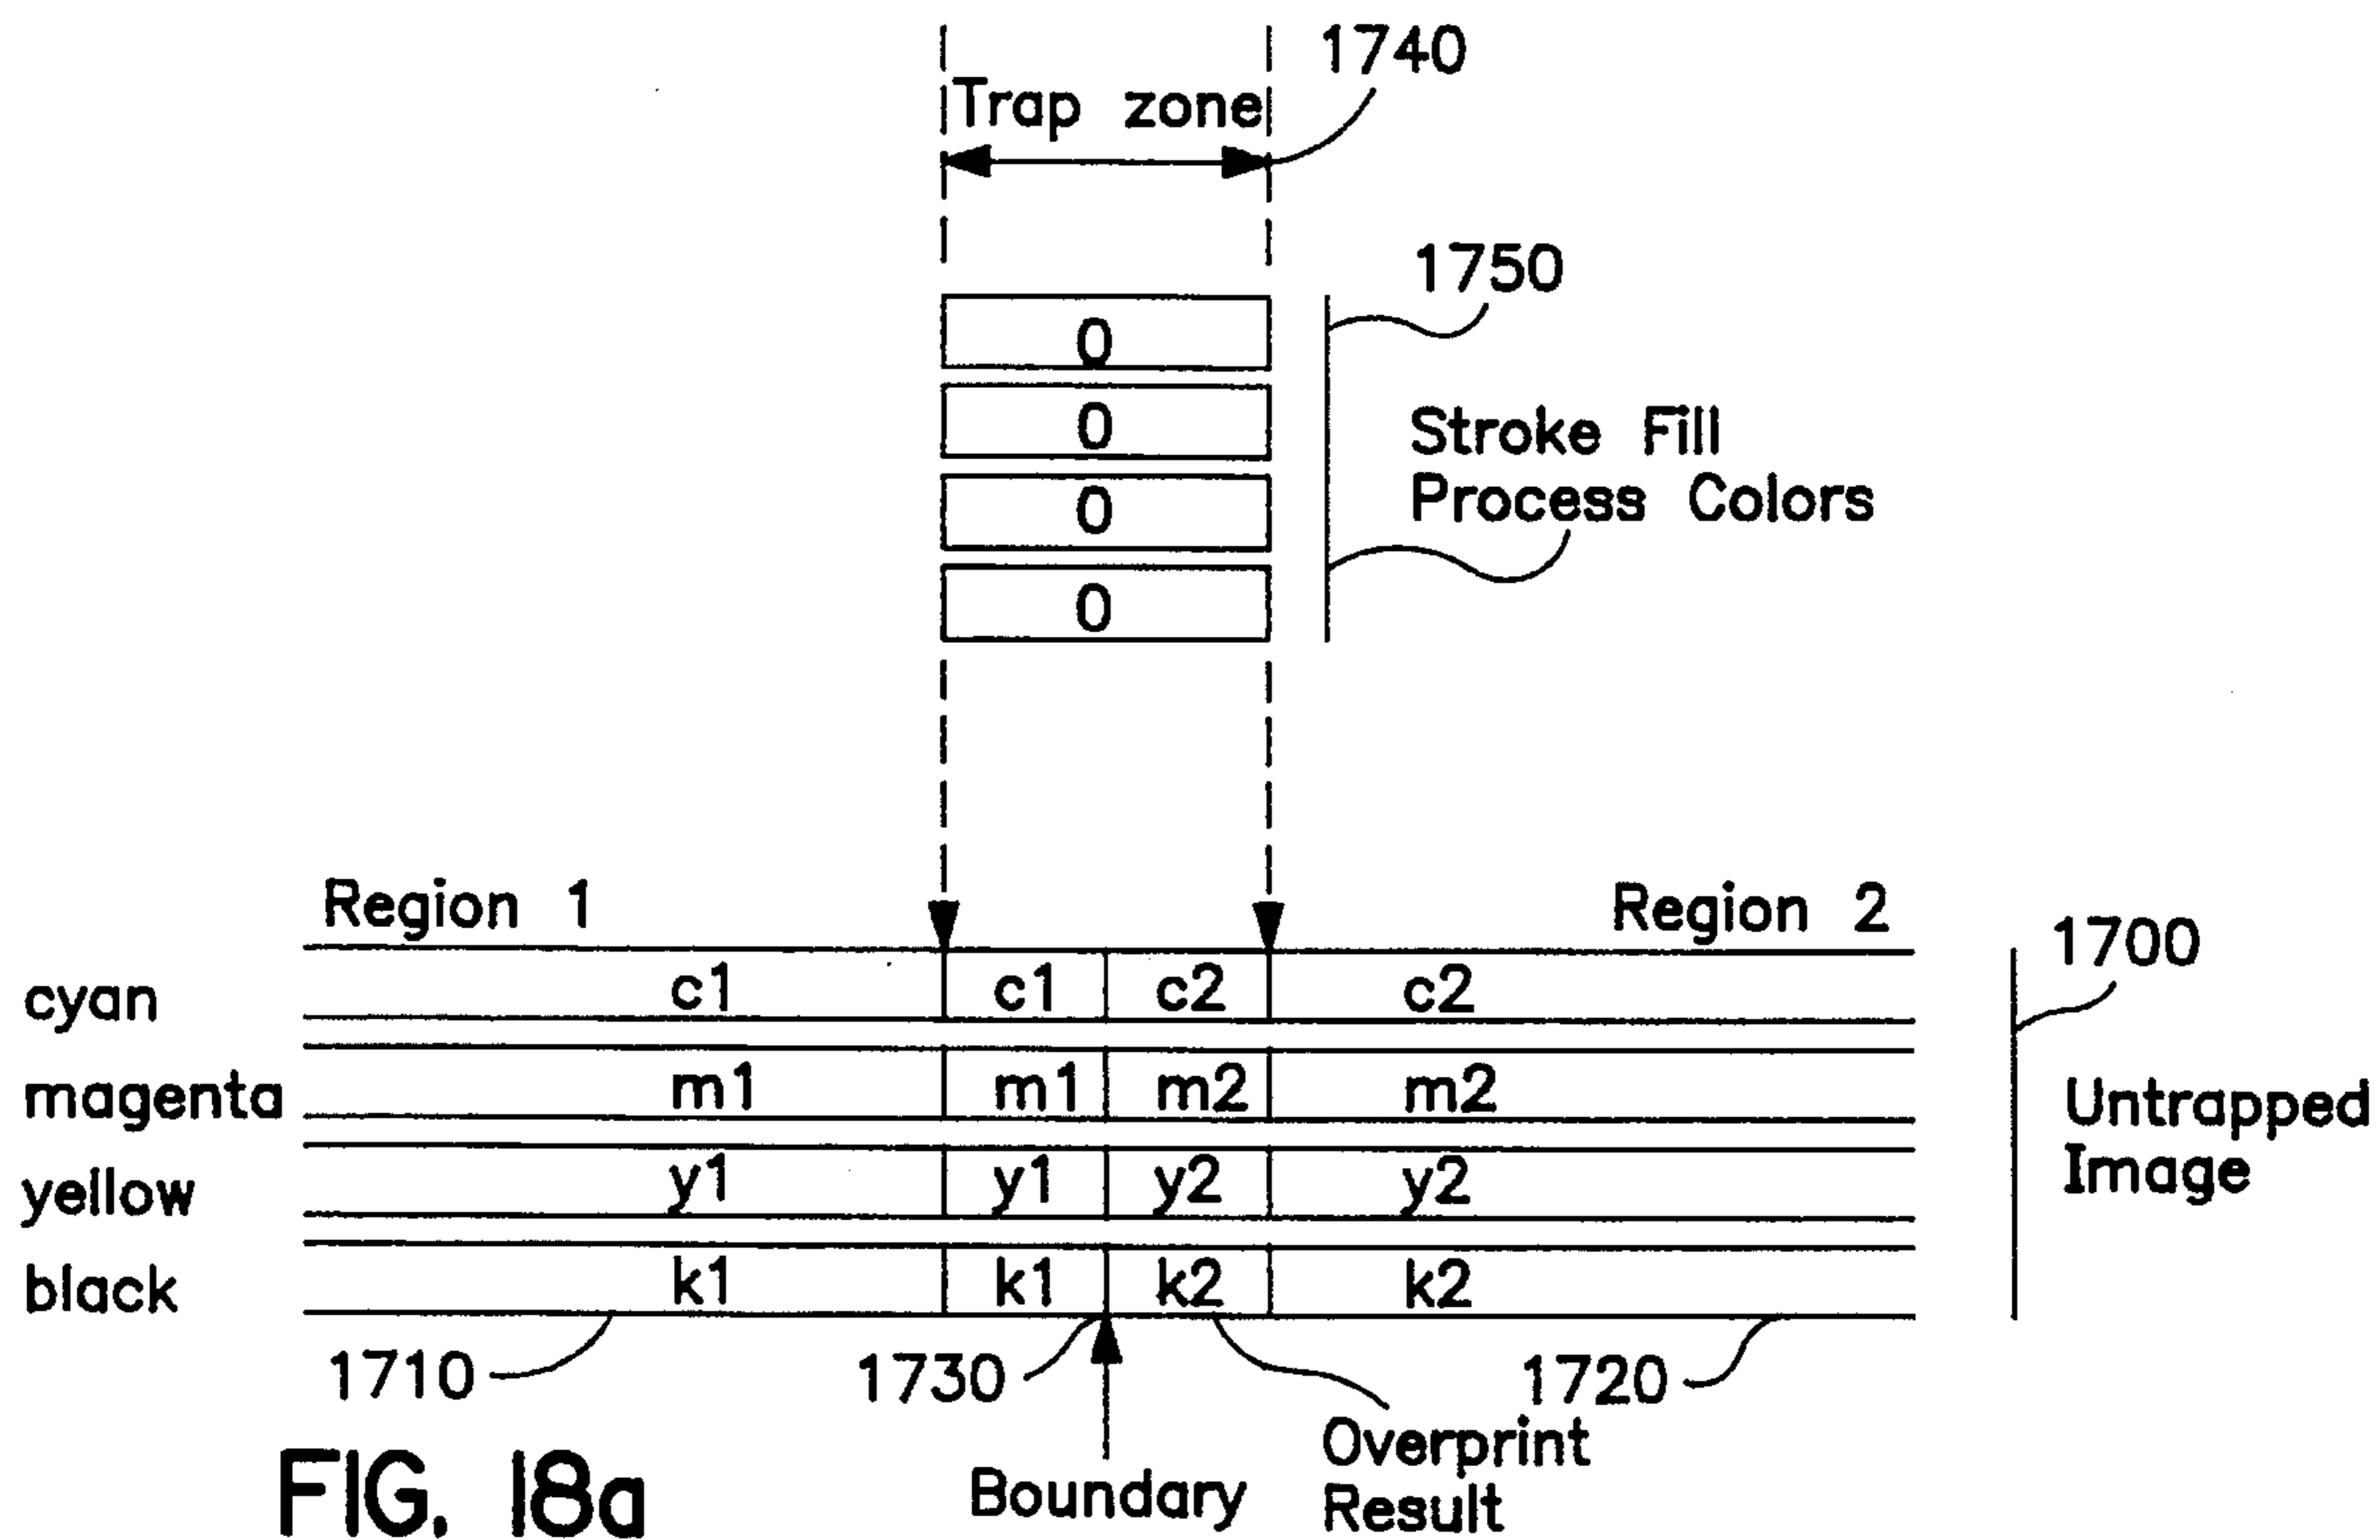 1740
Trap zone
1750
0
0
0
0
Stroke Fill
Process Colors
Region 1
Region 2
1700
cyan c1 c1 c2 c2
magenta m1 m1 m2 m2
yellow y1 y1 y2 y2
black k1 k1 k2 k2
Untrapped
Image
1710
1730
1720
Boundary
Overprint
Result
FIG. 18a